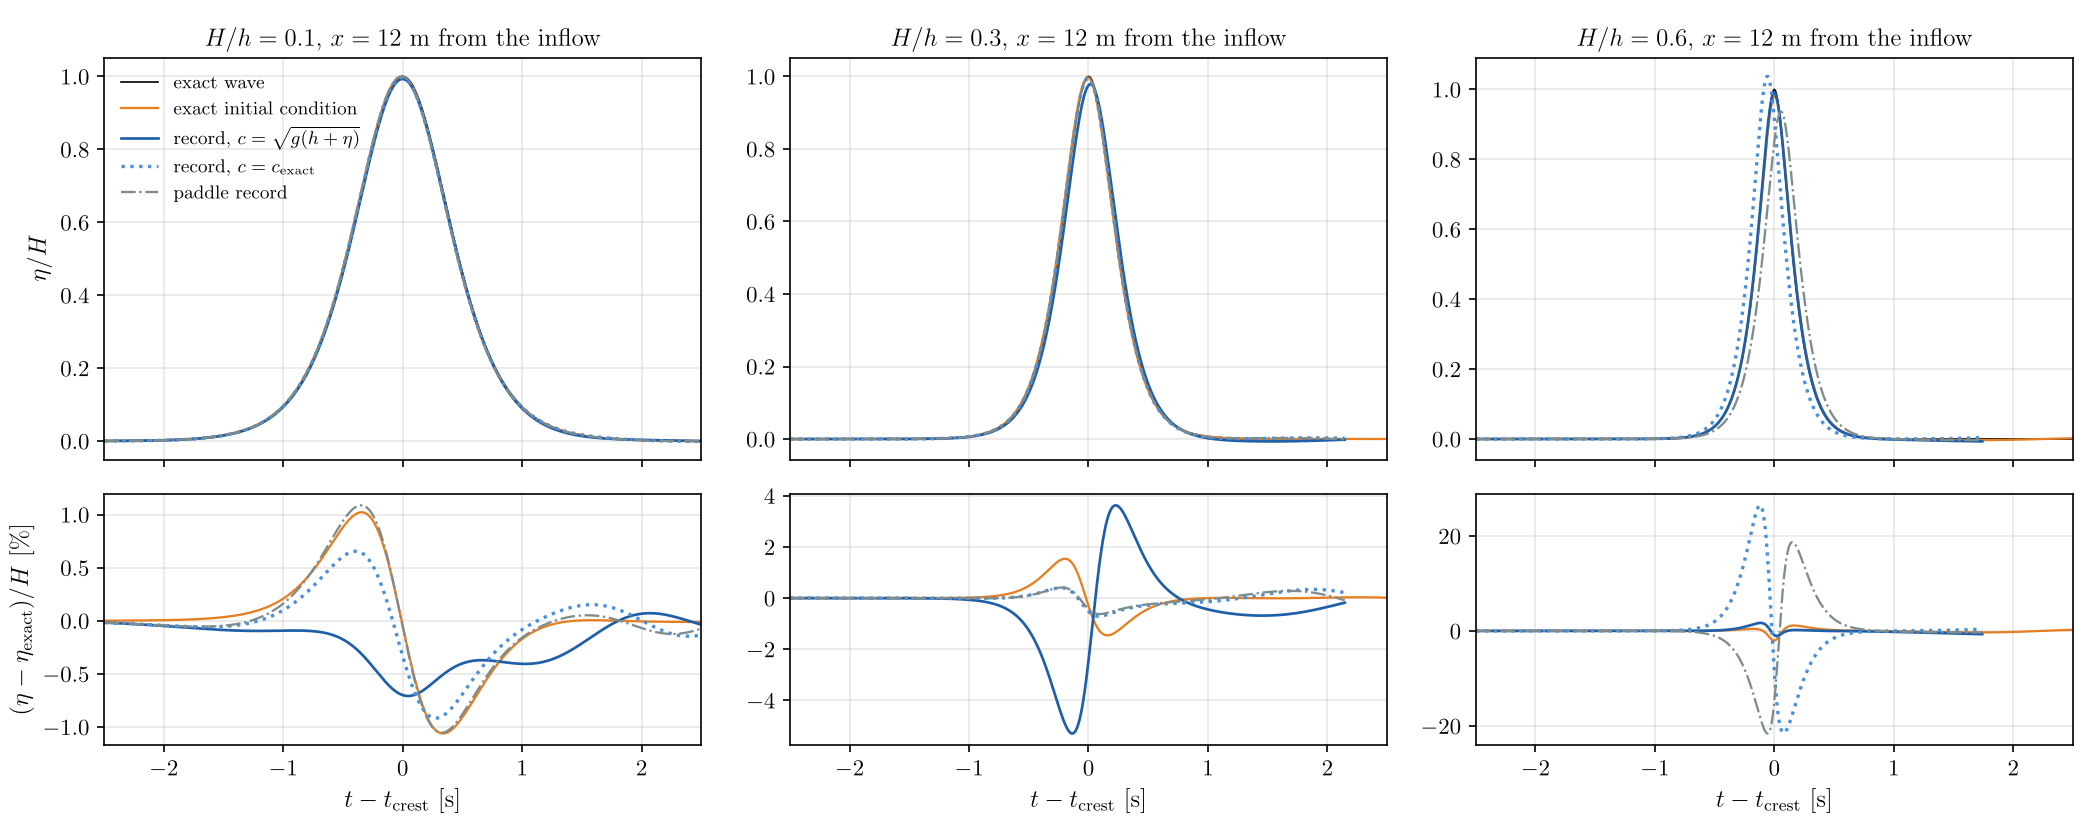 H/h = 0.1, x = 12 m from the inflow
1.0
0.8
0.6
0.4
0.2
0.0
η/H
exact wave
exact initial condition
record, c = √g(h + η)
record, c = c_exact
paddle record
H/h = 0.3, x = 12 m from the inflow
1.0
0.8
0.6
0.4
0.2
0.0
H/h = 0.6, x = 12 m from the inflow
1.0
0.8
0.6
0.4
0.2
0.0
(η − η_exact)/H [%]
1.0
0.5
0.0
−0.5
−1.0
−2 −1 0 1 2
t − t_crest [s]
4
2
0
−2
−4
−2 −1 0 1 2
t − t_crest [s]
20
0
−20
−2 −1 0 1 2
t − t_crest [s]